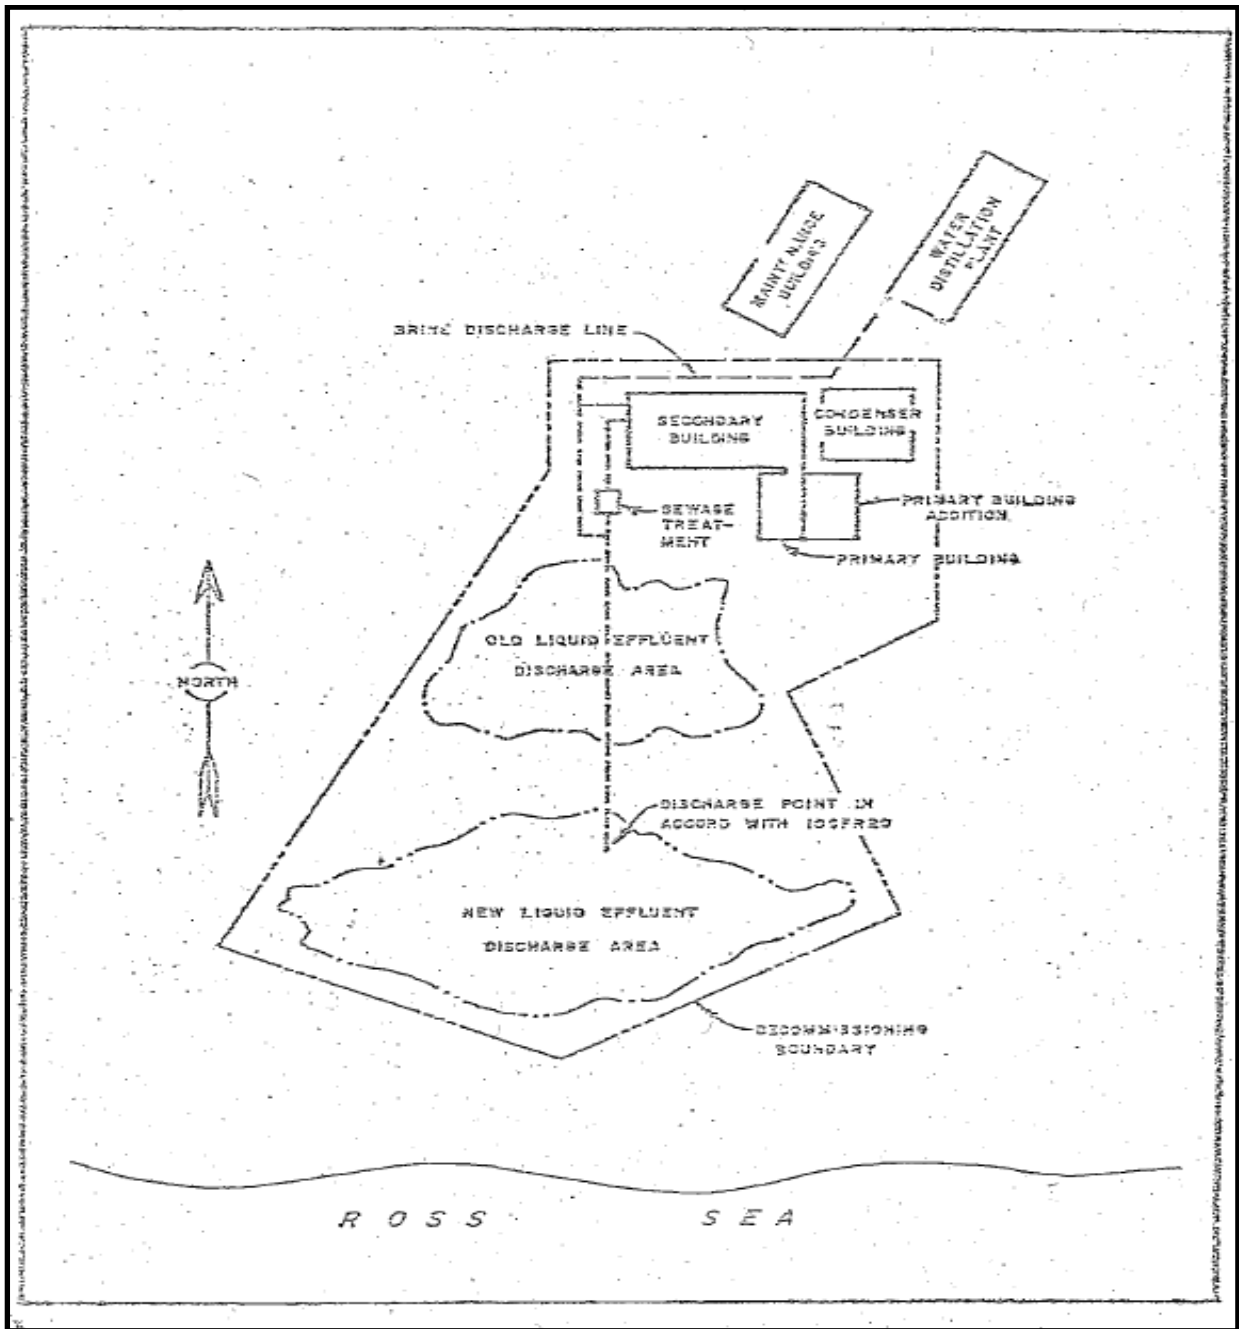 MAINTENANCE
BUILDING
WATER
DISTILLATION
PLANT
BRINE DISCHARGE LINE
SECONDARY
BUILDING
CONDENSER
BUILDING
PRIMARY BUILDING
ADDITION
SEWAGE
TREAT-
MENT
PRIMARY BUILDING
OLD LIQUID EFFLUENT
DISCHARGE AREA
NORTH
DISCHARGE POINT IN
ACCORD WITH 10CFR20
NEW LIQUID EFFLUENT
DISCHARGE AREA
DECOMMISSIONING
BOUNDARY
ROSS SEA